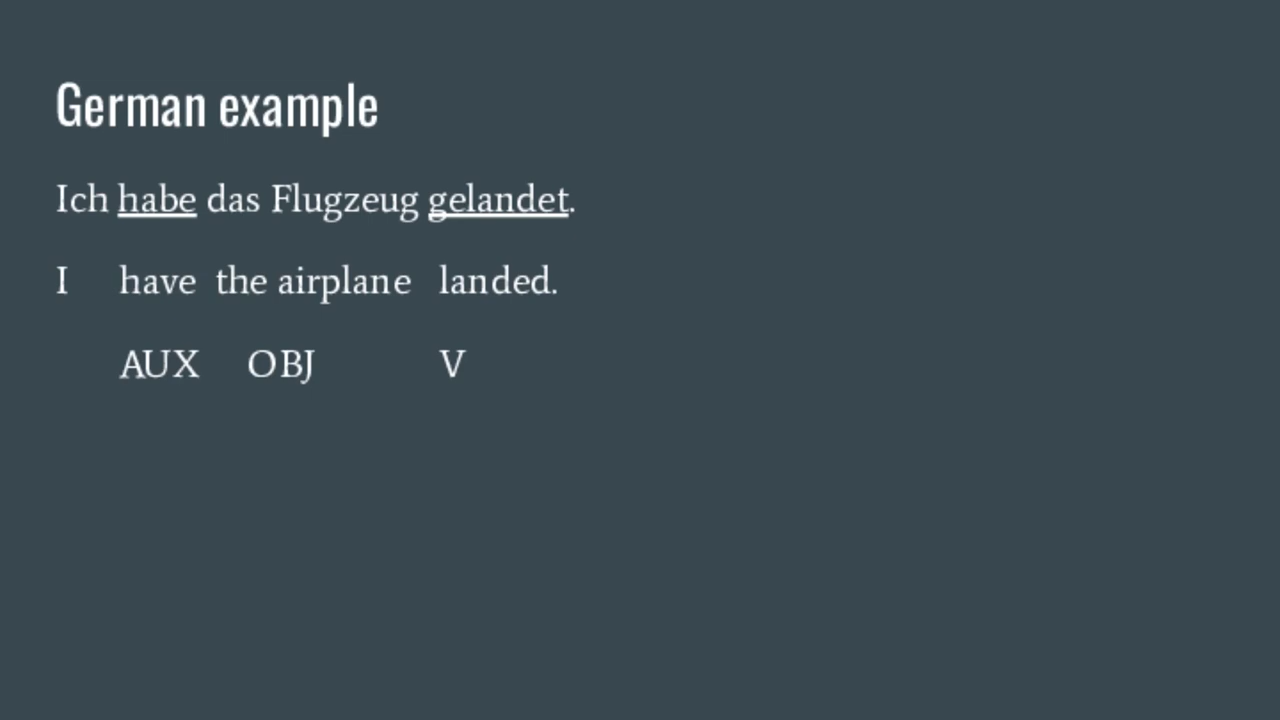 German example
Ich habe das Flugzeug gelandet.
I have the airplane landed.
AUX OBJ V